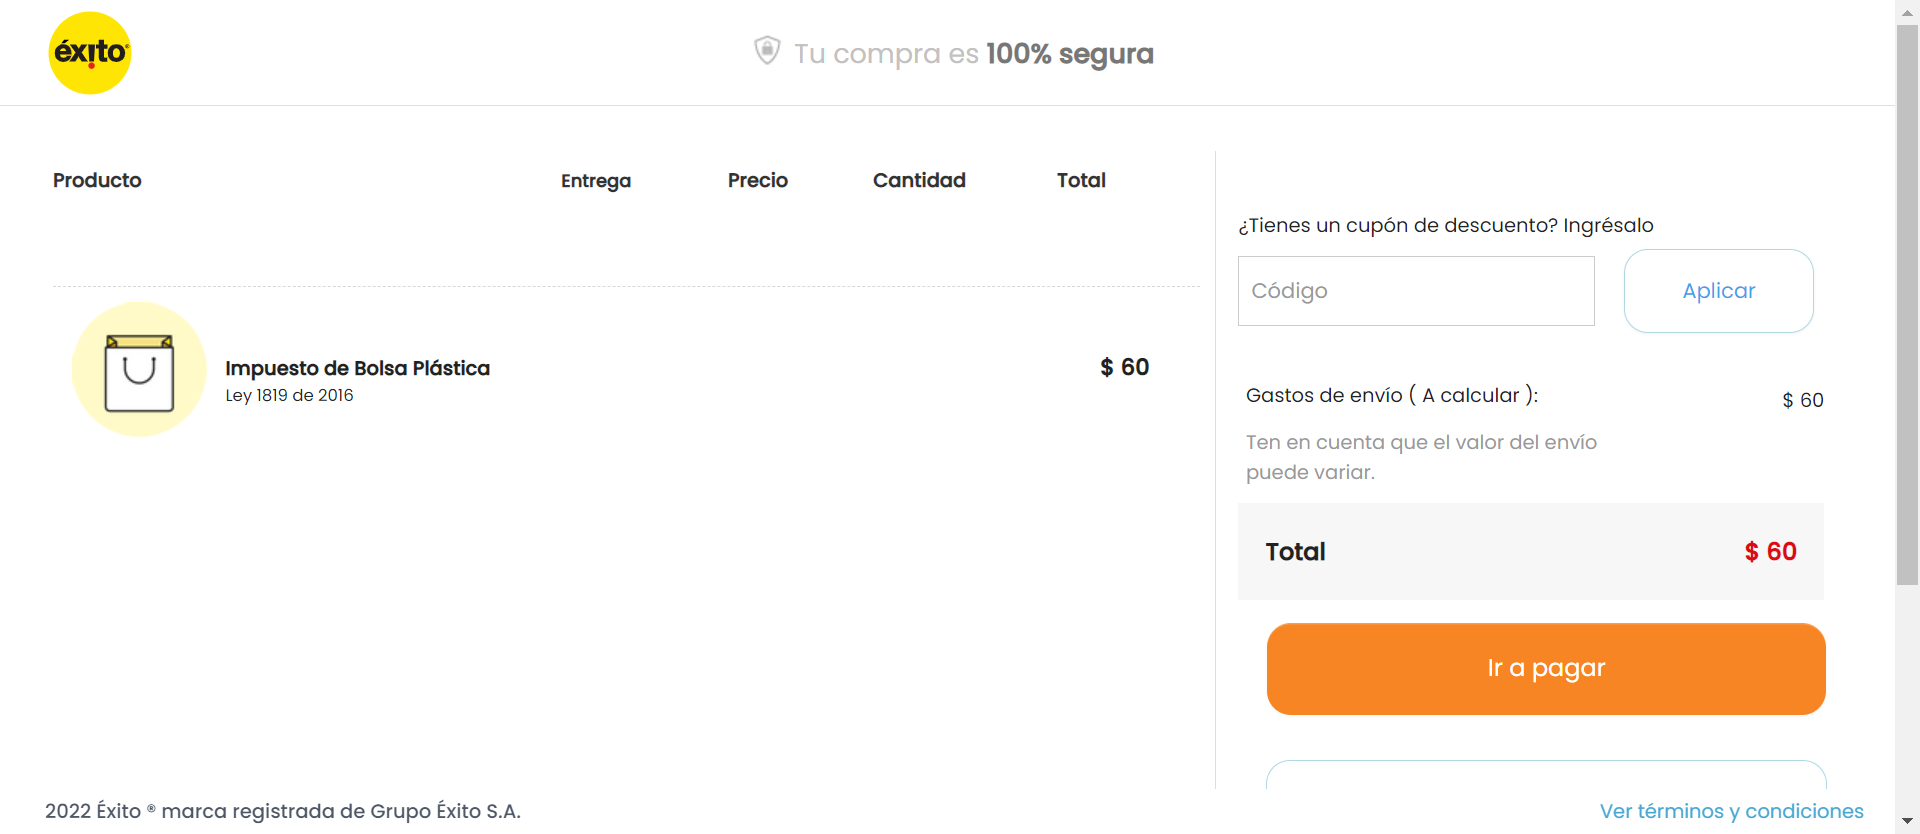 éxito
Tu compra es 100% segura
Producto Entrega Precio Cantidad Total
¿Tienes un cupón de descuento? Ingrésalo
Código Aplicar
Impuesto de Bolsa Plástica $ 60
Ley 1819 de 2016
Gastos de envío ( A calcular ): $ 60
Ten en cuenta que el valor del envío
puede variar.
Total $ 60
Ir a pagar
2022 Éxito ® marca registrada de Grupo Éxito S.A. Ver términos y condiciones